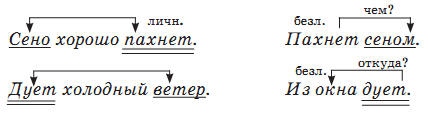 личн.
Сено хорошо пахнет.
безл. чем?
Пахнет сеном.
Дует холодный ветер.
безл. откуда?
Из окна дует.